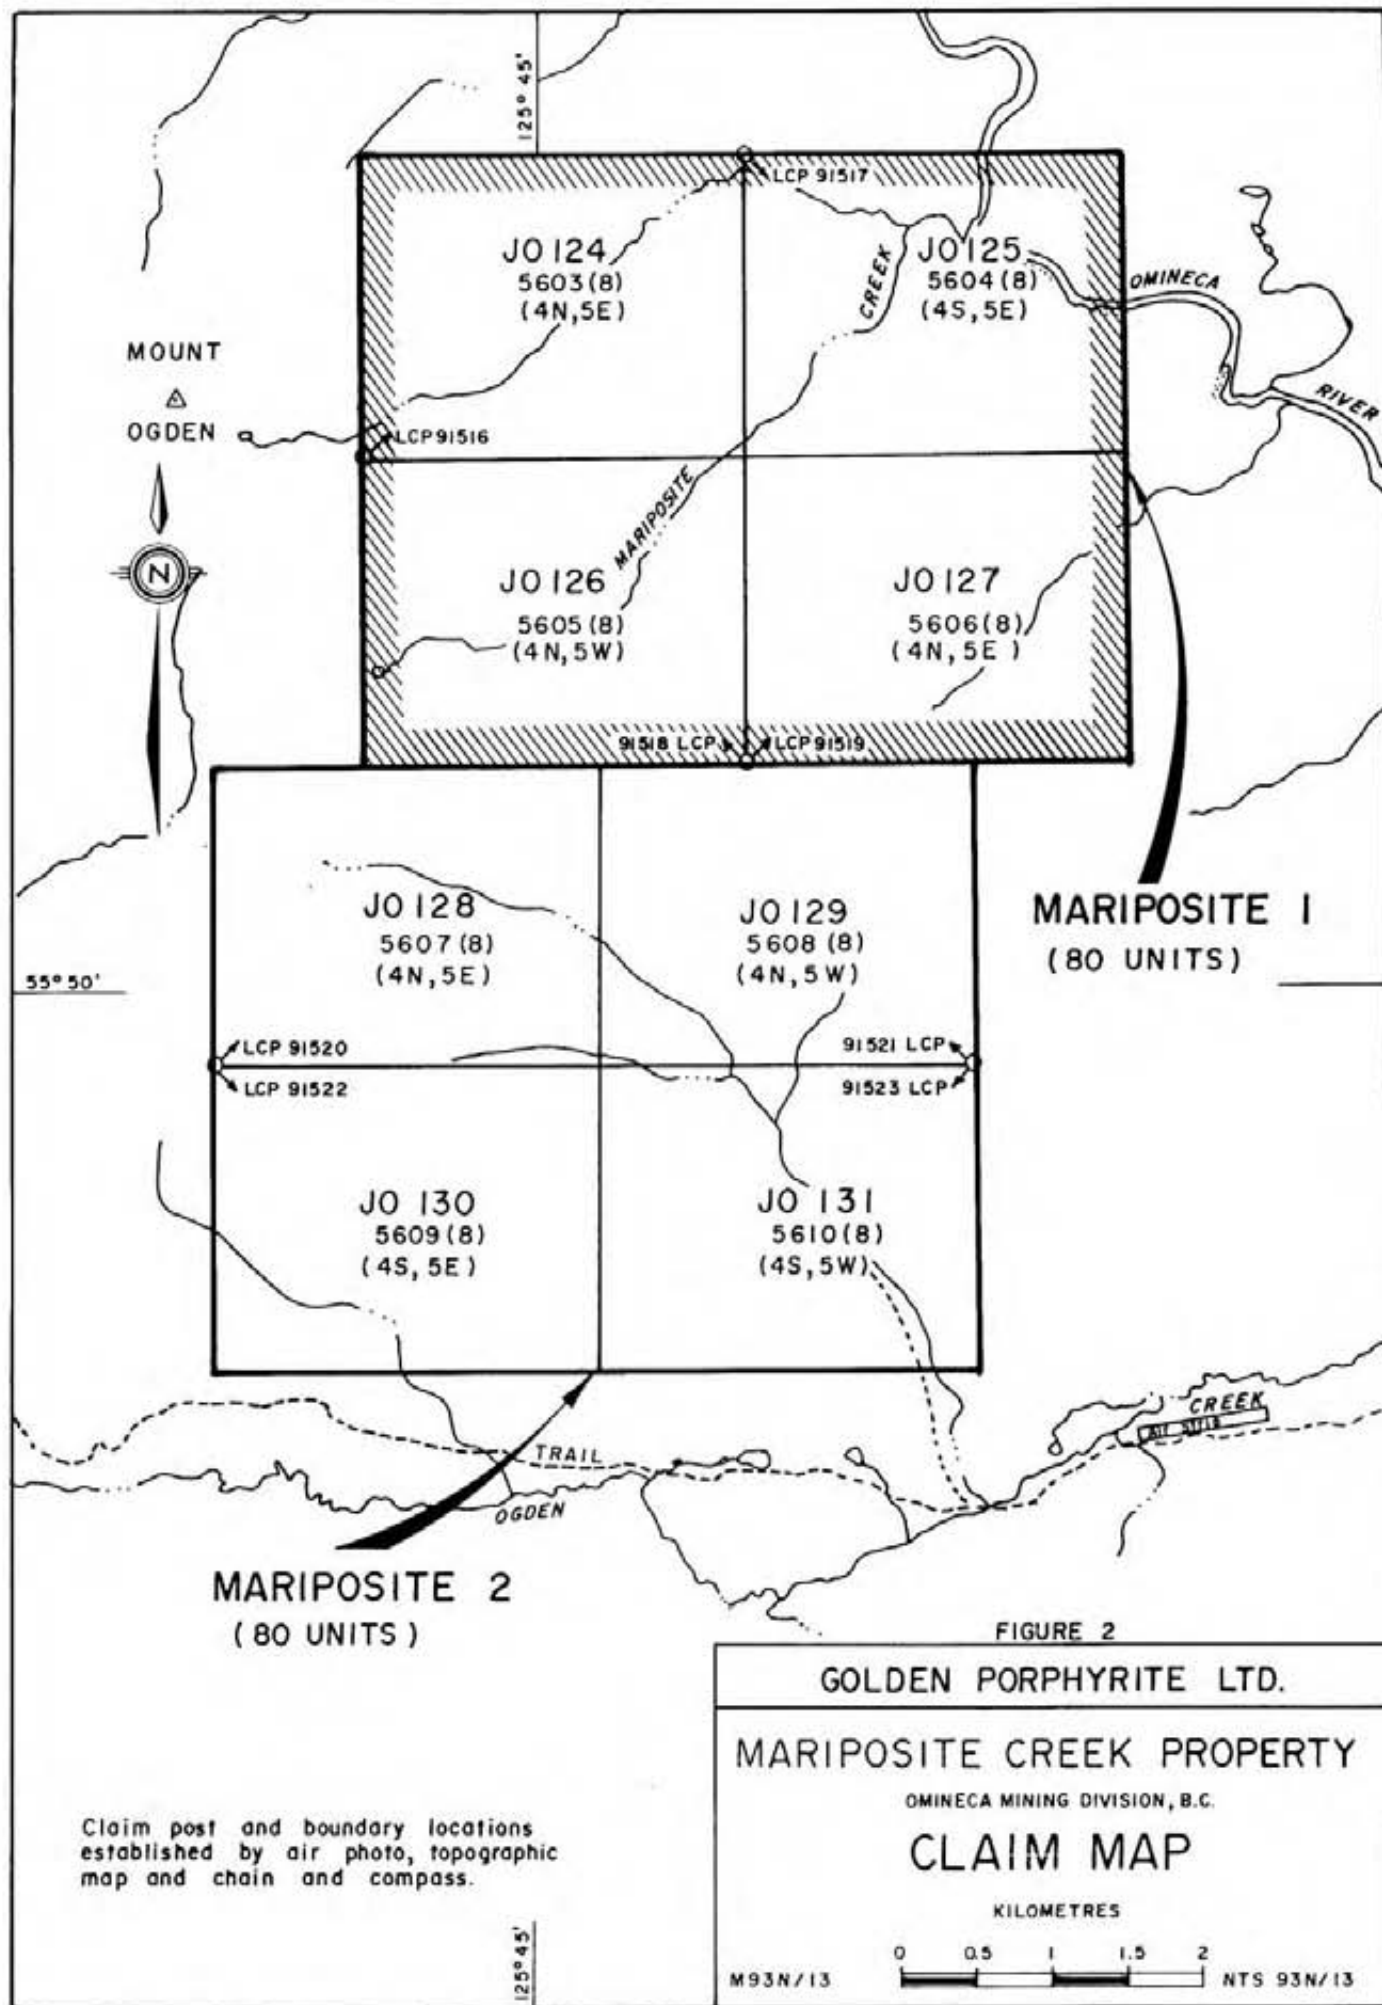 125° 45'
LCP 91517
JO 124
5603(8)
(4N,5E)
CREEK
JO 125
5604(8)
(4S,5E)
OMINECA
RIVER
MOUNT
OGDEN
LCP 91516
N
MARIPOSITE
JO 126
5605(8)
(4N,5W)
JO 127
5606(8)
(4N,5E)
91518 LCP
LCP 91519
JO 128
5607(8)
(4N,5E)
JO 129
5608(8)
(4N,5W)
MARIPOSITE 1
(80 UNITS)
55° 50'
LCP 91520
LCP 91522
91521 LCP
91523 LCP
JO 130
5609(8)
(4S,5E)
JO 131
5610(8)
(4S,5W)
CREEK
AIR STRIP
TRAIL
OGDEN
MARIPOSITE 2
(80 UNITS)
FIGURE 2
GOLDEN PORPHYRITE LTD.
MARIPOSITE CREEK PROPERTY
OMINECA MINING DIVISION, B.C.
CLAIM MAP
KILOMETRES
0 0.5 1 1.5 2
M93N/13
NTS 93N/13
Claim post and boundary locations
established by air photo, topographic
map and chain and compass.
125° 45'